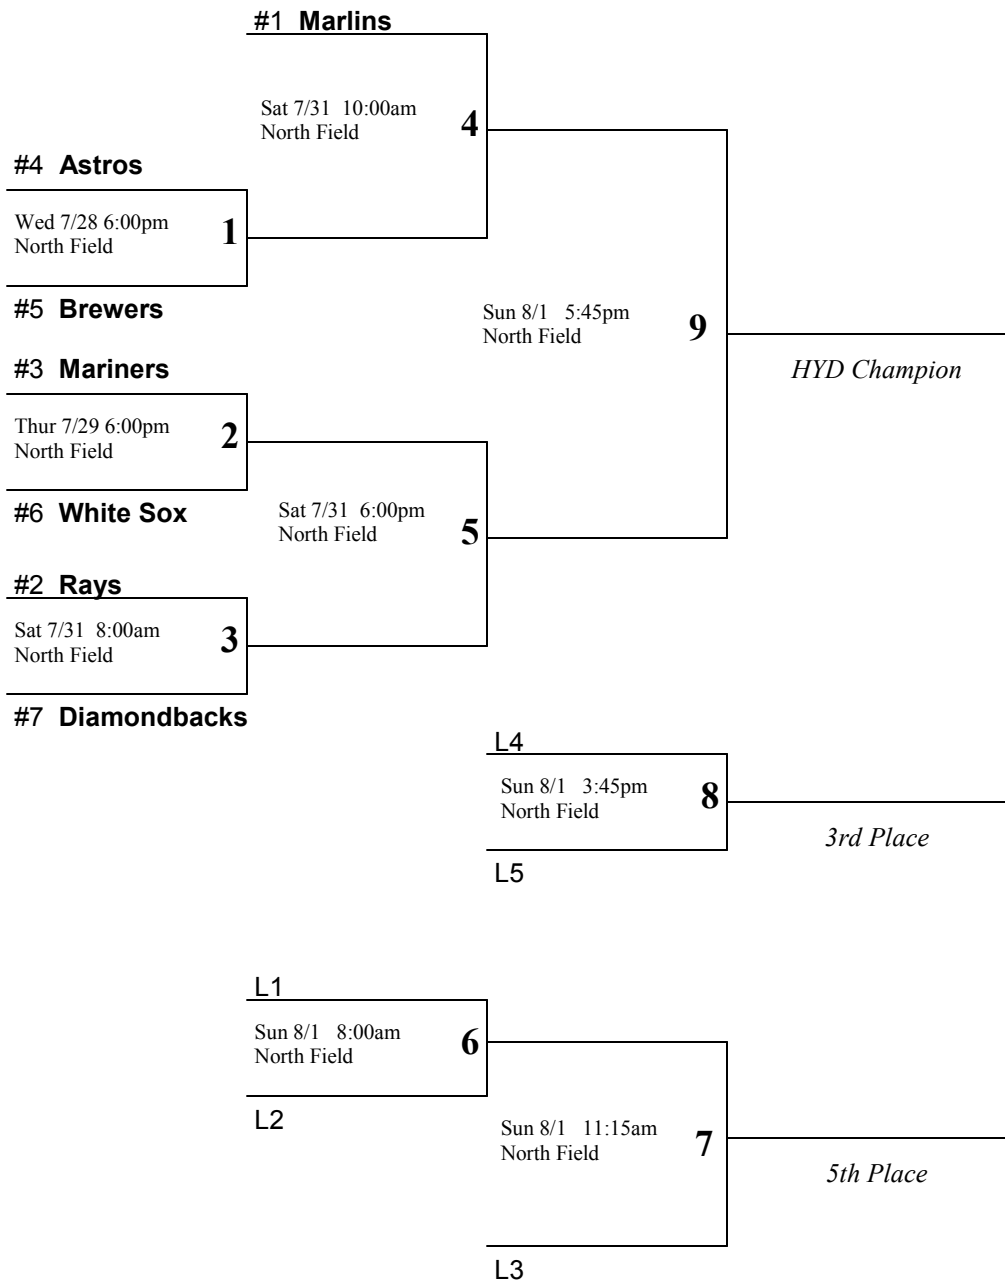 #1 Marlins
Sat 7/31 10:00am
North Field
4
#4 Astros
Wed 7/28 6:00pm
North Field
1
#5 Brewers
Sun 8/1 5:45pm
North Field
9
HYD Champion
#3 Mariners
Thur 7/29 6:00pm
North Field
2
#6 White Sox
Sat 7/31 6:00pm
North Field
5
#2 Rays
Sat 7/31 8:00am
North Field
3
#7 Diamondbacks
L4
Sun 8/1 3:45pm
North Field
8
3rd Place
L5
L1
Sun 8/1 8:00am
North Field
6
L2
Sun 8/1 11:15am
North Field
7
5th Place
L3